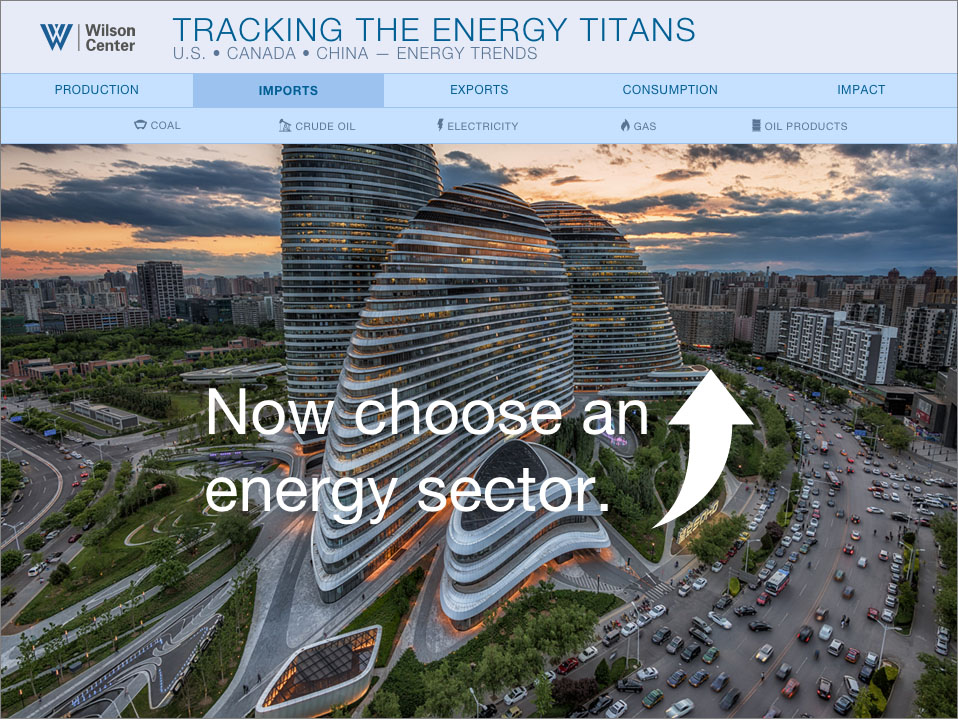 Wilson
Center
TRACKING THE ENERGY TITANS
U.S. • CANADA • CHINA — ENERGY TRENDS
PRODUCTION IMPORTS EXPORTS CONSUMPTION IMPACT
COAL CRUDE OIL ELECTRICITY GAS OIL PRODUCTS
Now choose an
energy sector.